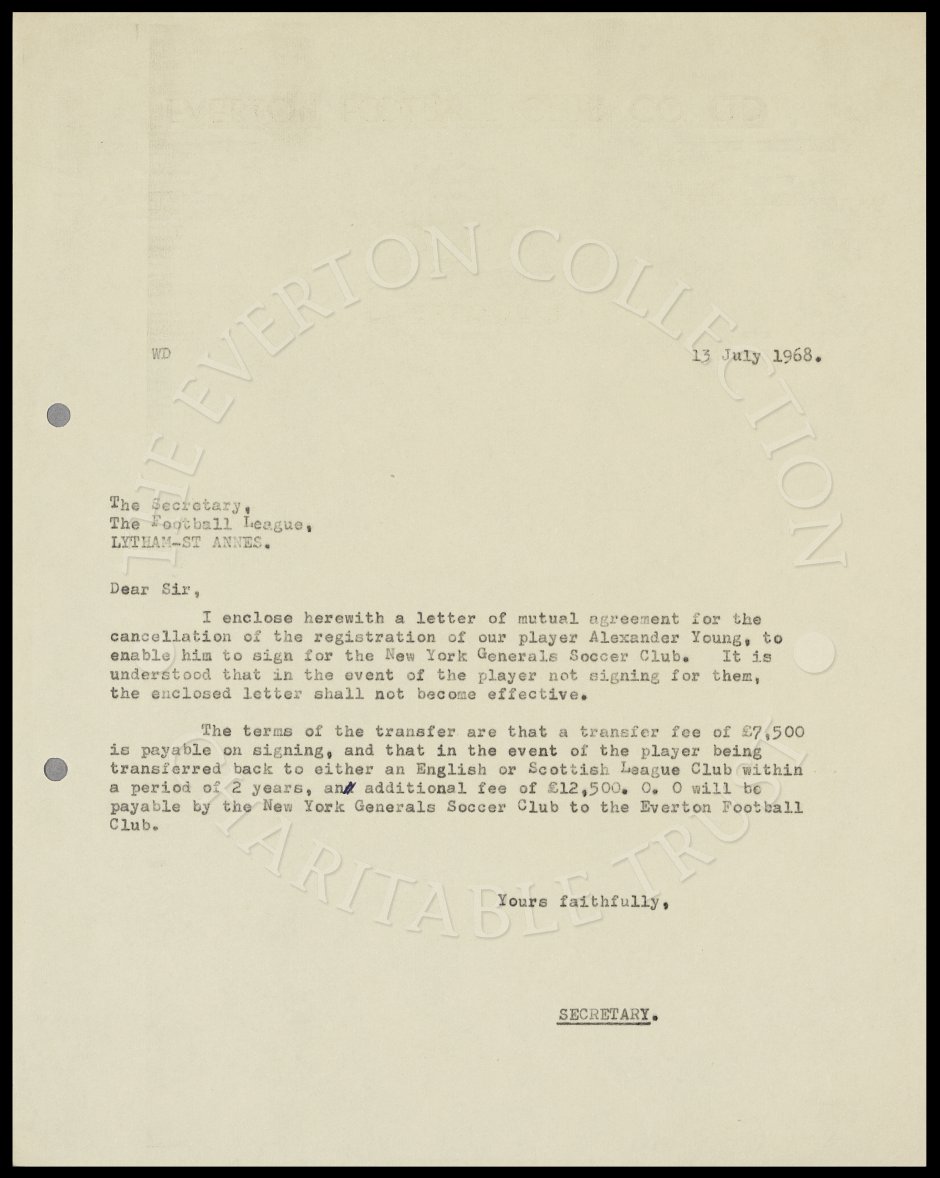 EVERTON FOOTBALL CLUB CO. LTD
THE EVERTON COLLECTION
WD
13 July 1968.
The Secretary,
The Football League,
LYTHAM-ST ANNES.
Dear Sir,
I enclose herewith a letter of mutual agreement for the
cancellation of the registration of our player Alexander Young, to
enable him to sign for the New York Generals Soccer Club. It is
understood that in the event of the player not signing for them,
the enclosed letter shall not become effective.
The terms of the transfer are that a transfer fee of £7,500
is payable on signing, and that in the event of the player being
transferred back to either an English or Scottish League Club within
a period of 2 years, an additional fee of £12,500. 0. 0 will be
payable by the New York Generals Soccer Club to the Everton Football
Club.
Yours faithfully,
SECRETARY.
CHARITABLE TRUST